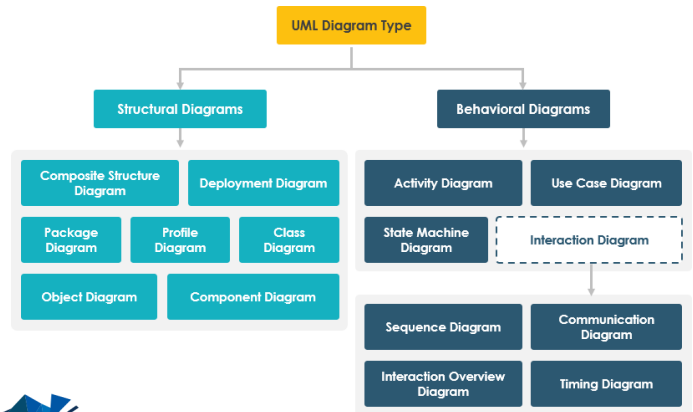 UML Diagram Type
Structural Diagrams
Behavioral Diagrams
Composite Structure
Diagram
Deployment Diagram
Package
Diagram
Profile
Diagram
Class
Diagram
Object Diagram
Component Diagram
Activity Diagram
Use Case Diagram
State Machine
Diagram
Interaction Diagram
Sequence Diagram
Communication
Diagram
Interaction Overview
Diagram
Timing Diagram